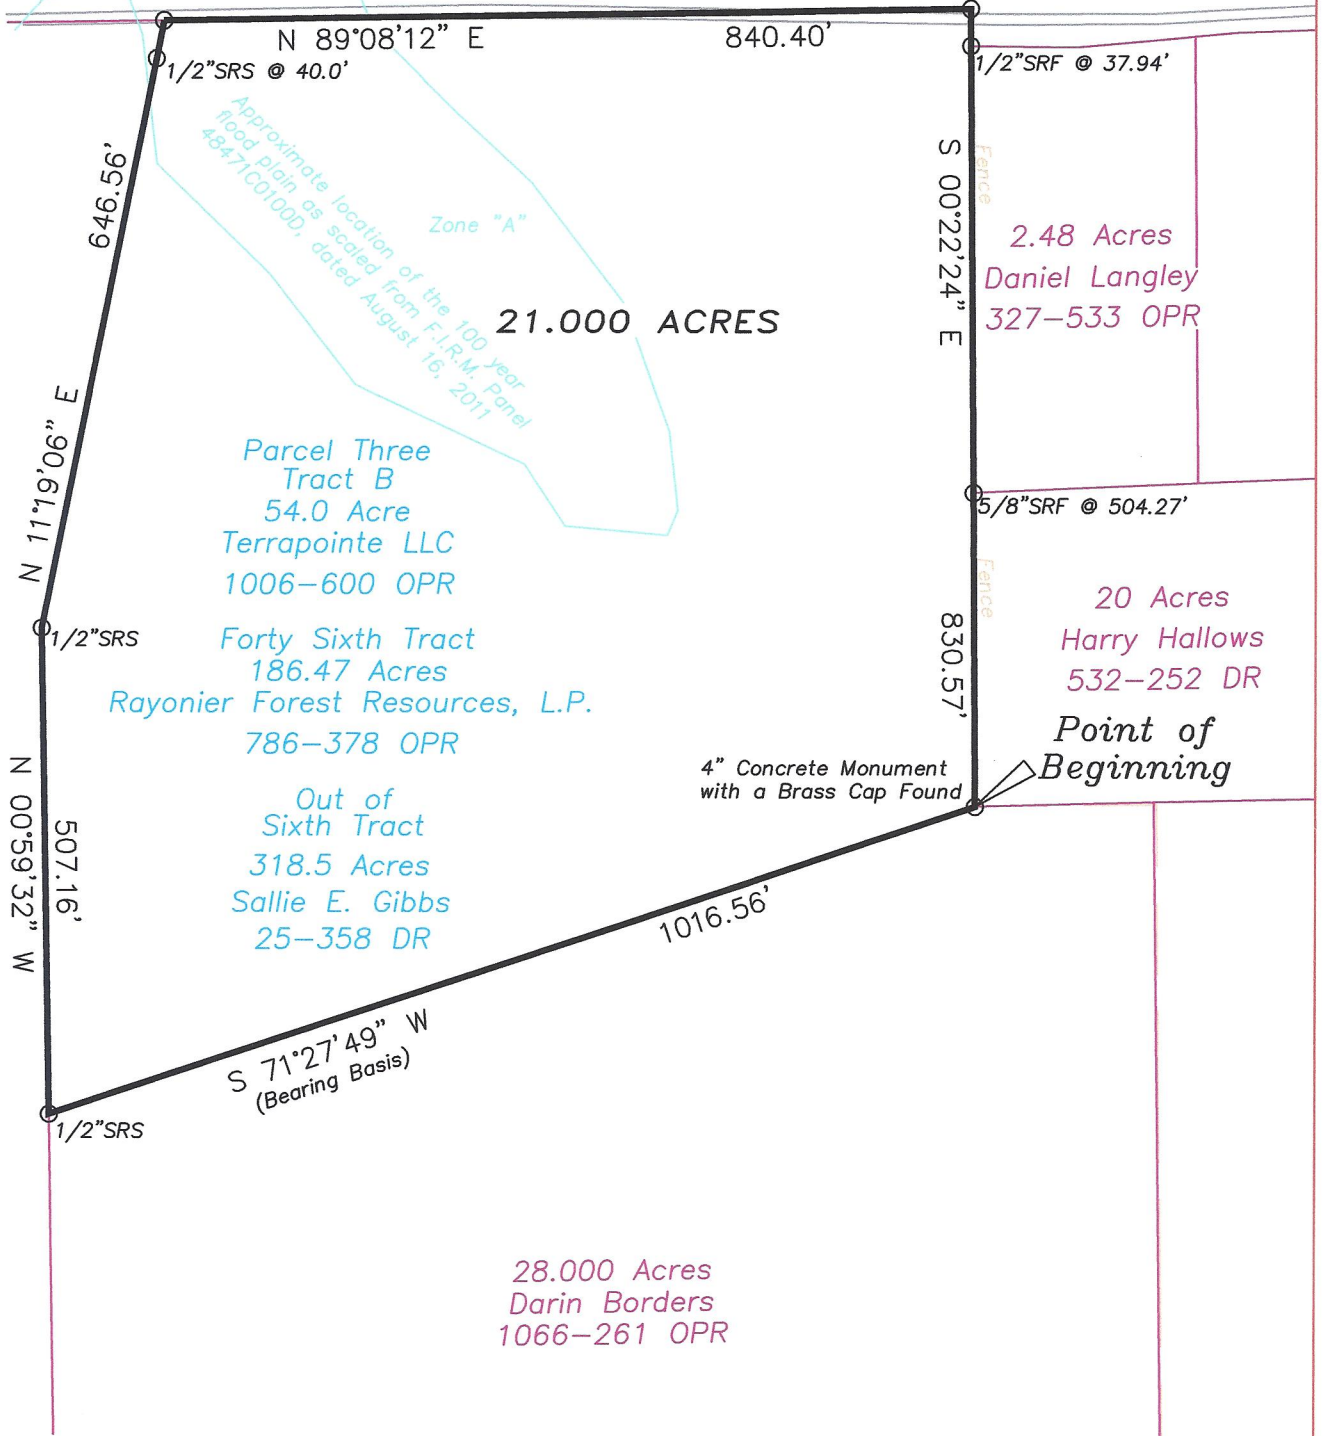 N 89°08'12" E
840.40'
1/2"SRS @ 40.0'
1/2"SRF @ 37.94'
646.56'
N 11°19'06" E
Approximate location of the 100 year
flood plain as scaled from F.I.R.M. Panel
48471C0100D, dated August 16, 2011
Zone "A"
21.000 ACRES
S 00°22'24" E
Fence
2.48 Acres
Daniel Langley
327-533 OPR
Parcel Three
Tract B
54.0 Acre
Terrapointe LLC
1006-600 OPR
5/8"SRF @ 504.27'
Fence
830.57'
20 Acres
Harry Hallows
532-252 DR
1/2"SRS
Forty Sixth Tract
186.47 Acres
Rayonier Forest Resources, L.P.
786-378 OPR
Point of
Beginning
4" Concrete Monument
with a Brass Cap Found
N 00°59'32" W
507.16'
Out of
Sixth Tract
318.5 Acres
Sallie E. Gibbs
25-358 DR
1016.56'
S 71°27'49" W
(Bearing Basis)
1/2"SRS
28.000 Acres
Darin Borders
1066-261 OPR